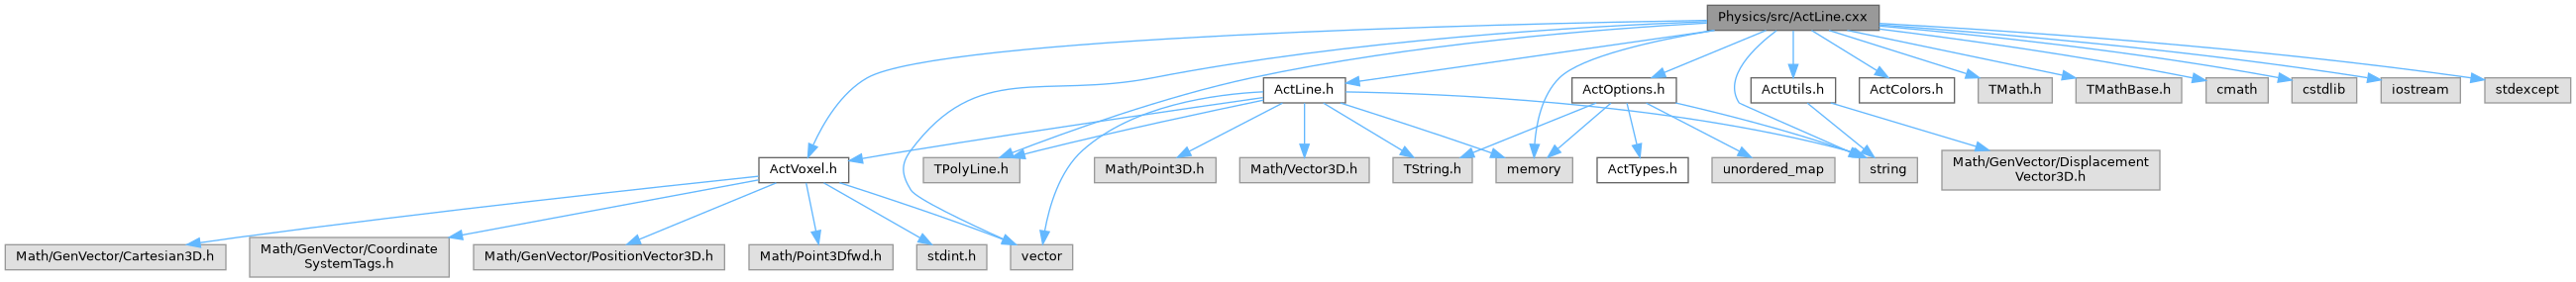 Physics/src/ActLine.cxx
ActLine.h
ActOptions.h
ActUtils.h
ActColors.h
TMath.h
TMathBase.h
cmath
cstdlib
iostream
stdexcept
ActVoxel.h
TPolyLine.h
Math/Point3D.h
Math/Vector3D.h
TString.h
memory
ActTypes.h
unordered_map
string
Math/GenVector/Displacement
Vector3D.h
Math/GenVector/Cartesian3D.h
Math/GenVector/Coordinate
SystemTags.h
Math/GenVector/PositionVector3D.h
Math/Point3Dfwd.h
stdint.h
vector